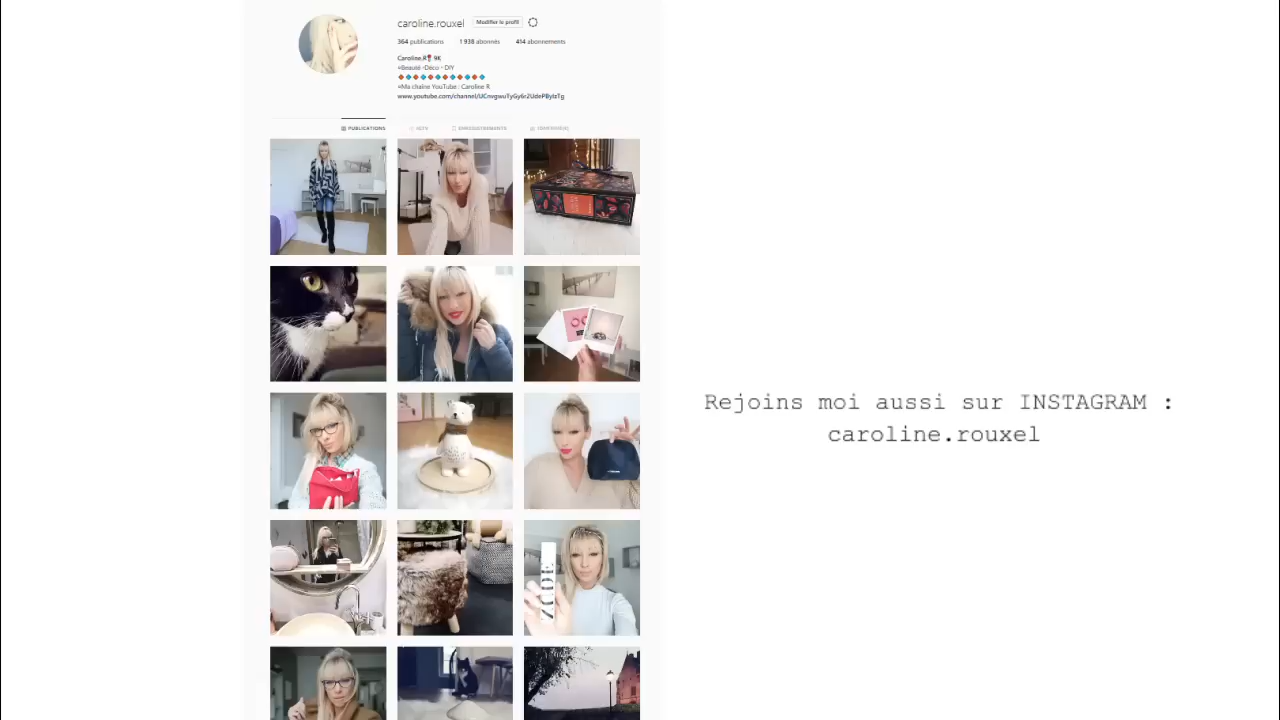 caroline.rouxel Modifier le profil
364 publications 1 938 abonnés 414 abonnements
Caroline.R 9K
Beauté Déco DIY
Ma chaîne YouTube : Caroline R
PUBLICATIONS
Rejoins moi aussi sur INSTAGRAM :
caroline.rouxel